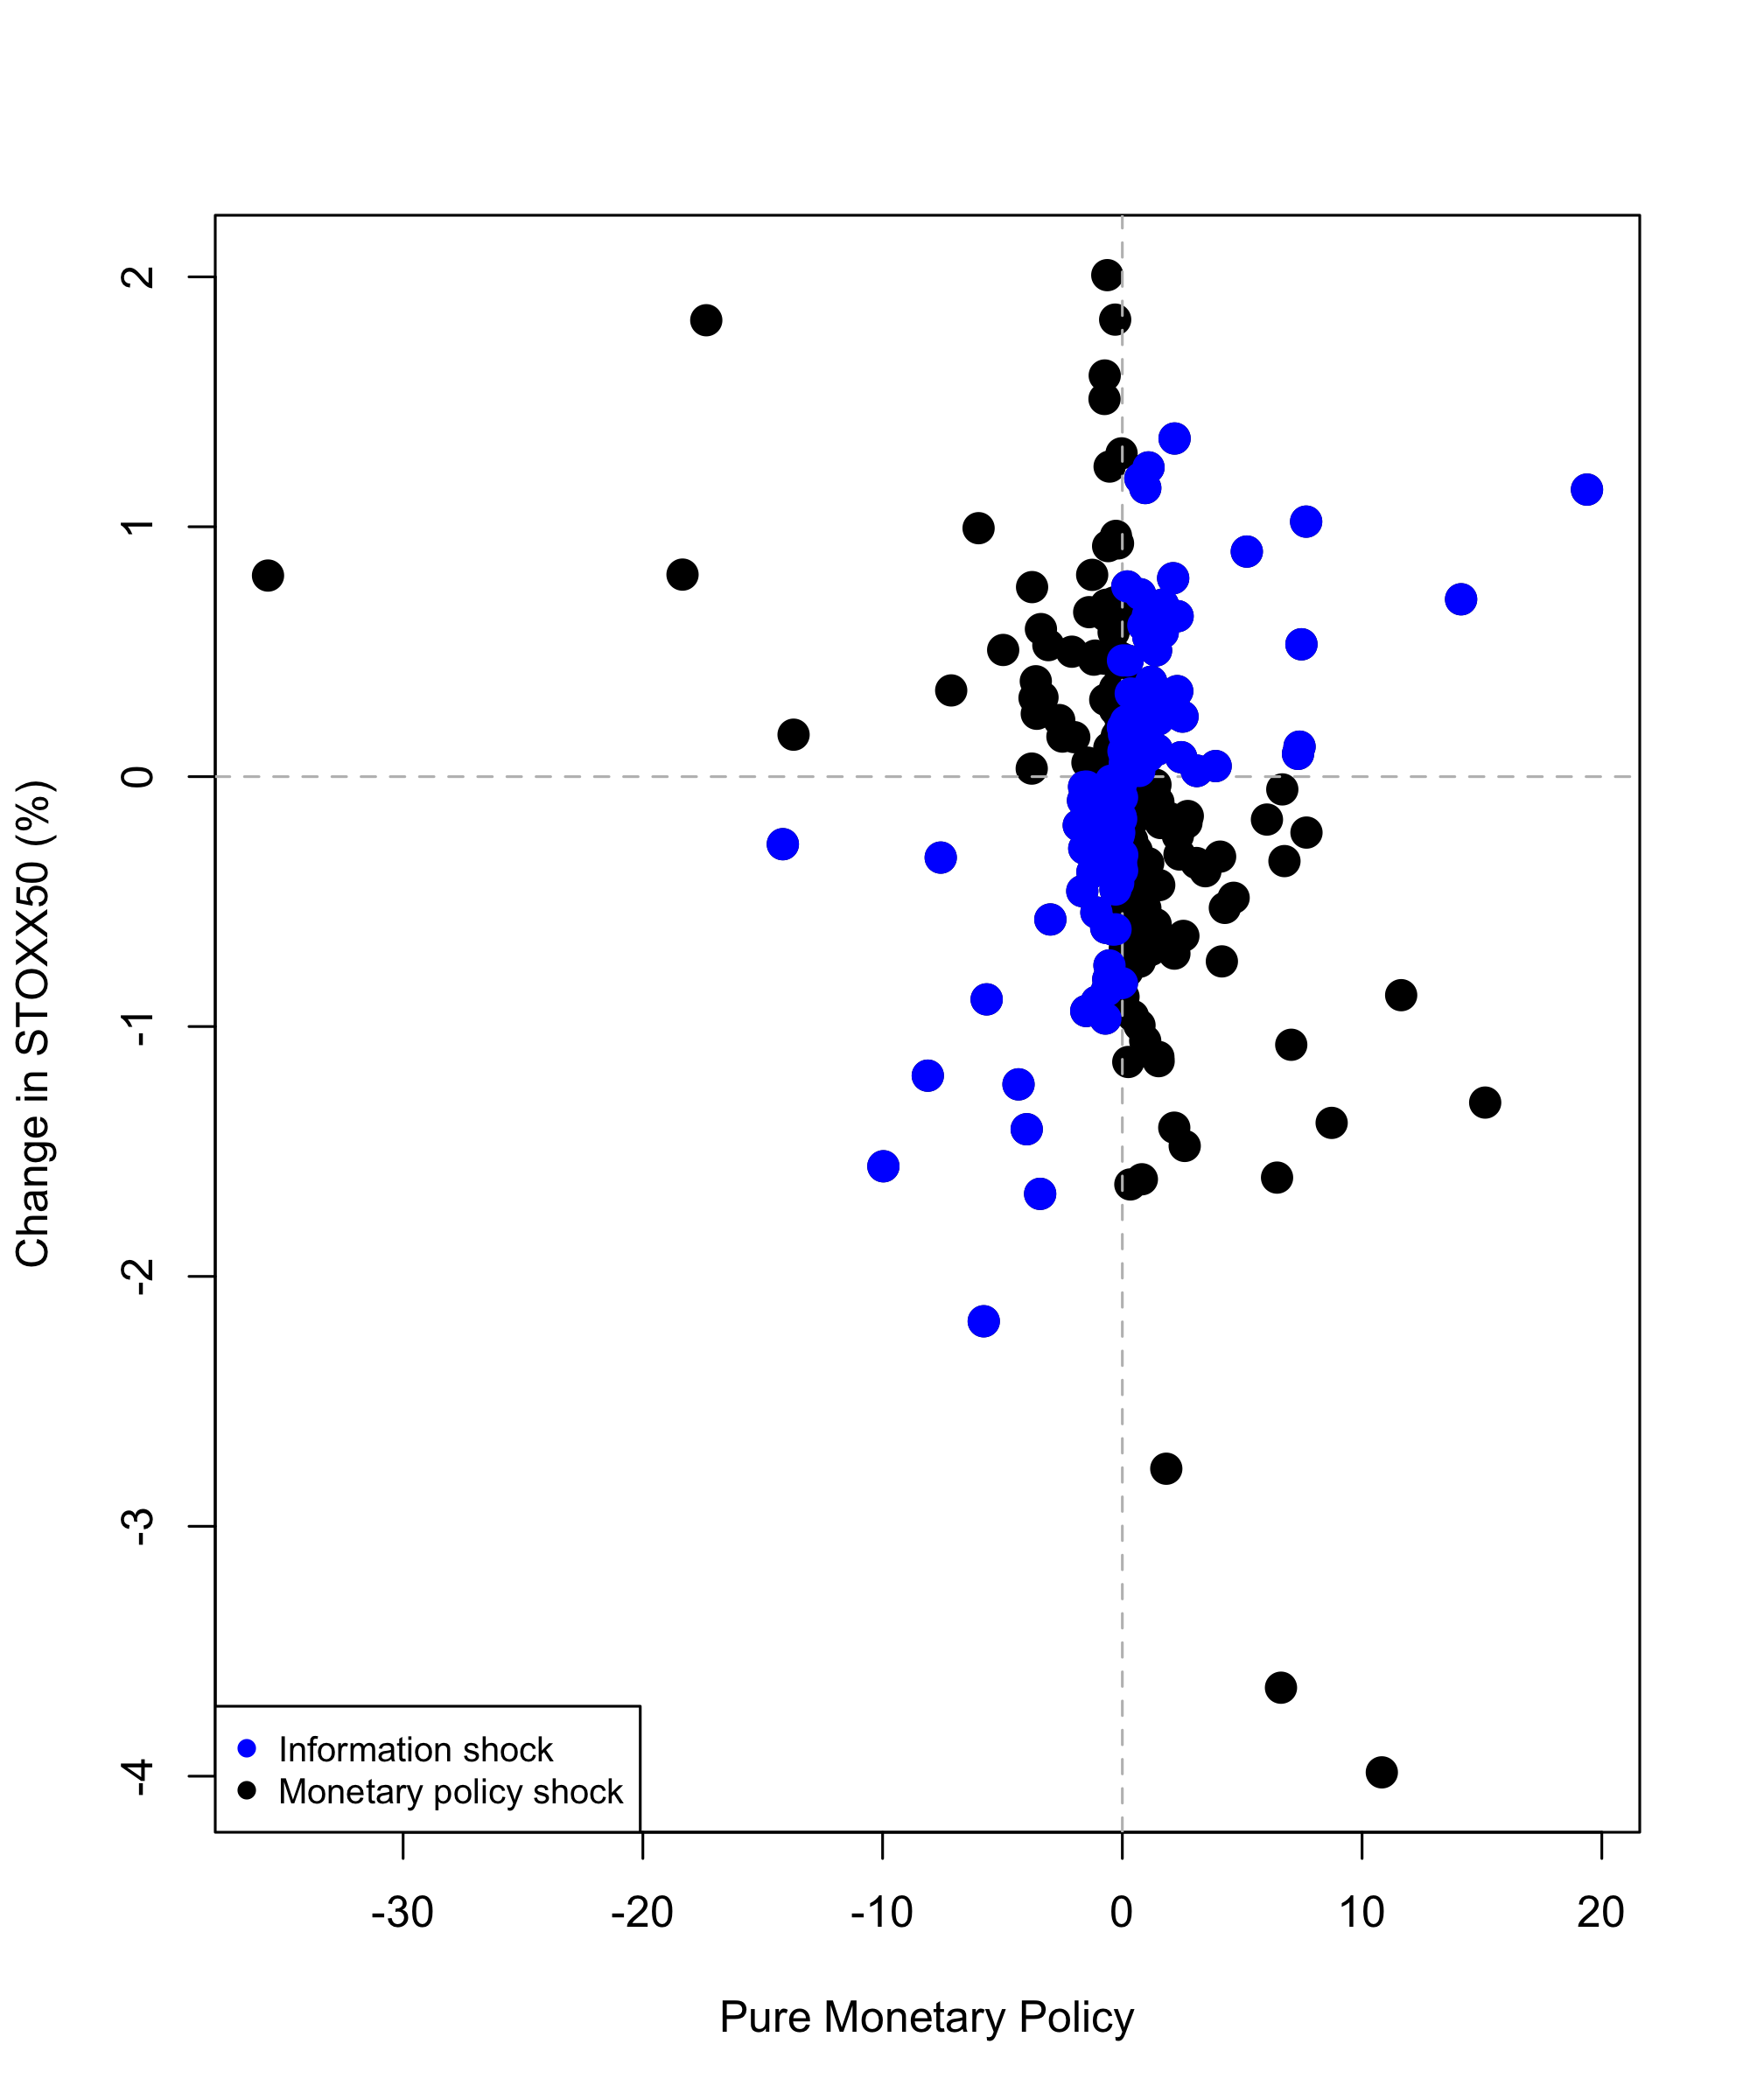 Change in STOXX50 (%)
2
1
0
-1
-2
-3
-4
Information shock
Monetary policy shock
-30 -20 -10 0 10 20
Pure Monetary Policy